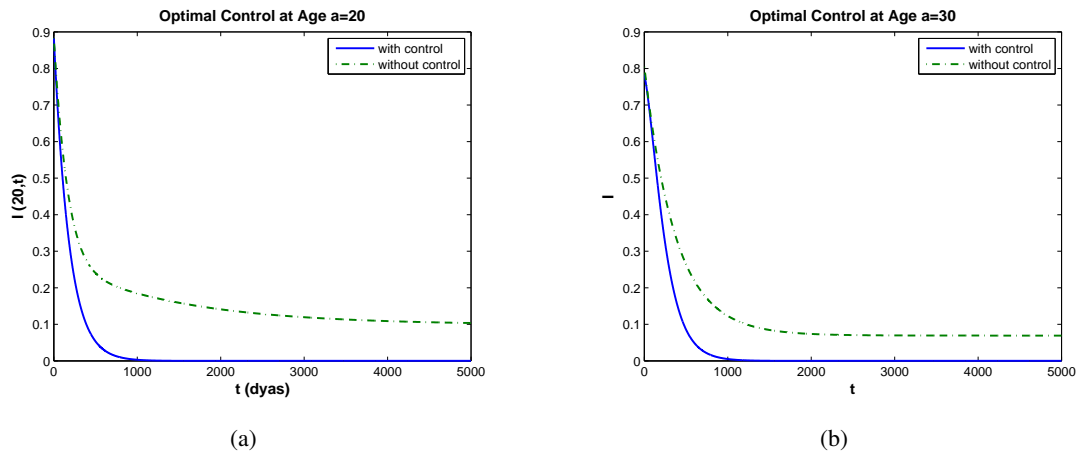 Optimal Control at Age a=20
0.9
0.8
0.7
0.6
0.5
0.4
0.3
0.2
0.1
0
I (20,t)
with control
without control
0
1000
2000
3000
4000
5000
t (dyas)
(a)
Optimal Control at Age a=30
0.9
0.8
0.7
0.6
0.5
0.4
0.3
0.2
0.1
0
I
with control
without control
0
1000
2000
3000
4000
5000
t
(b)